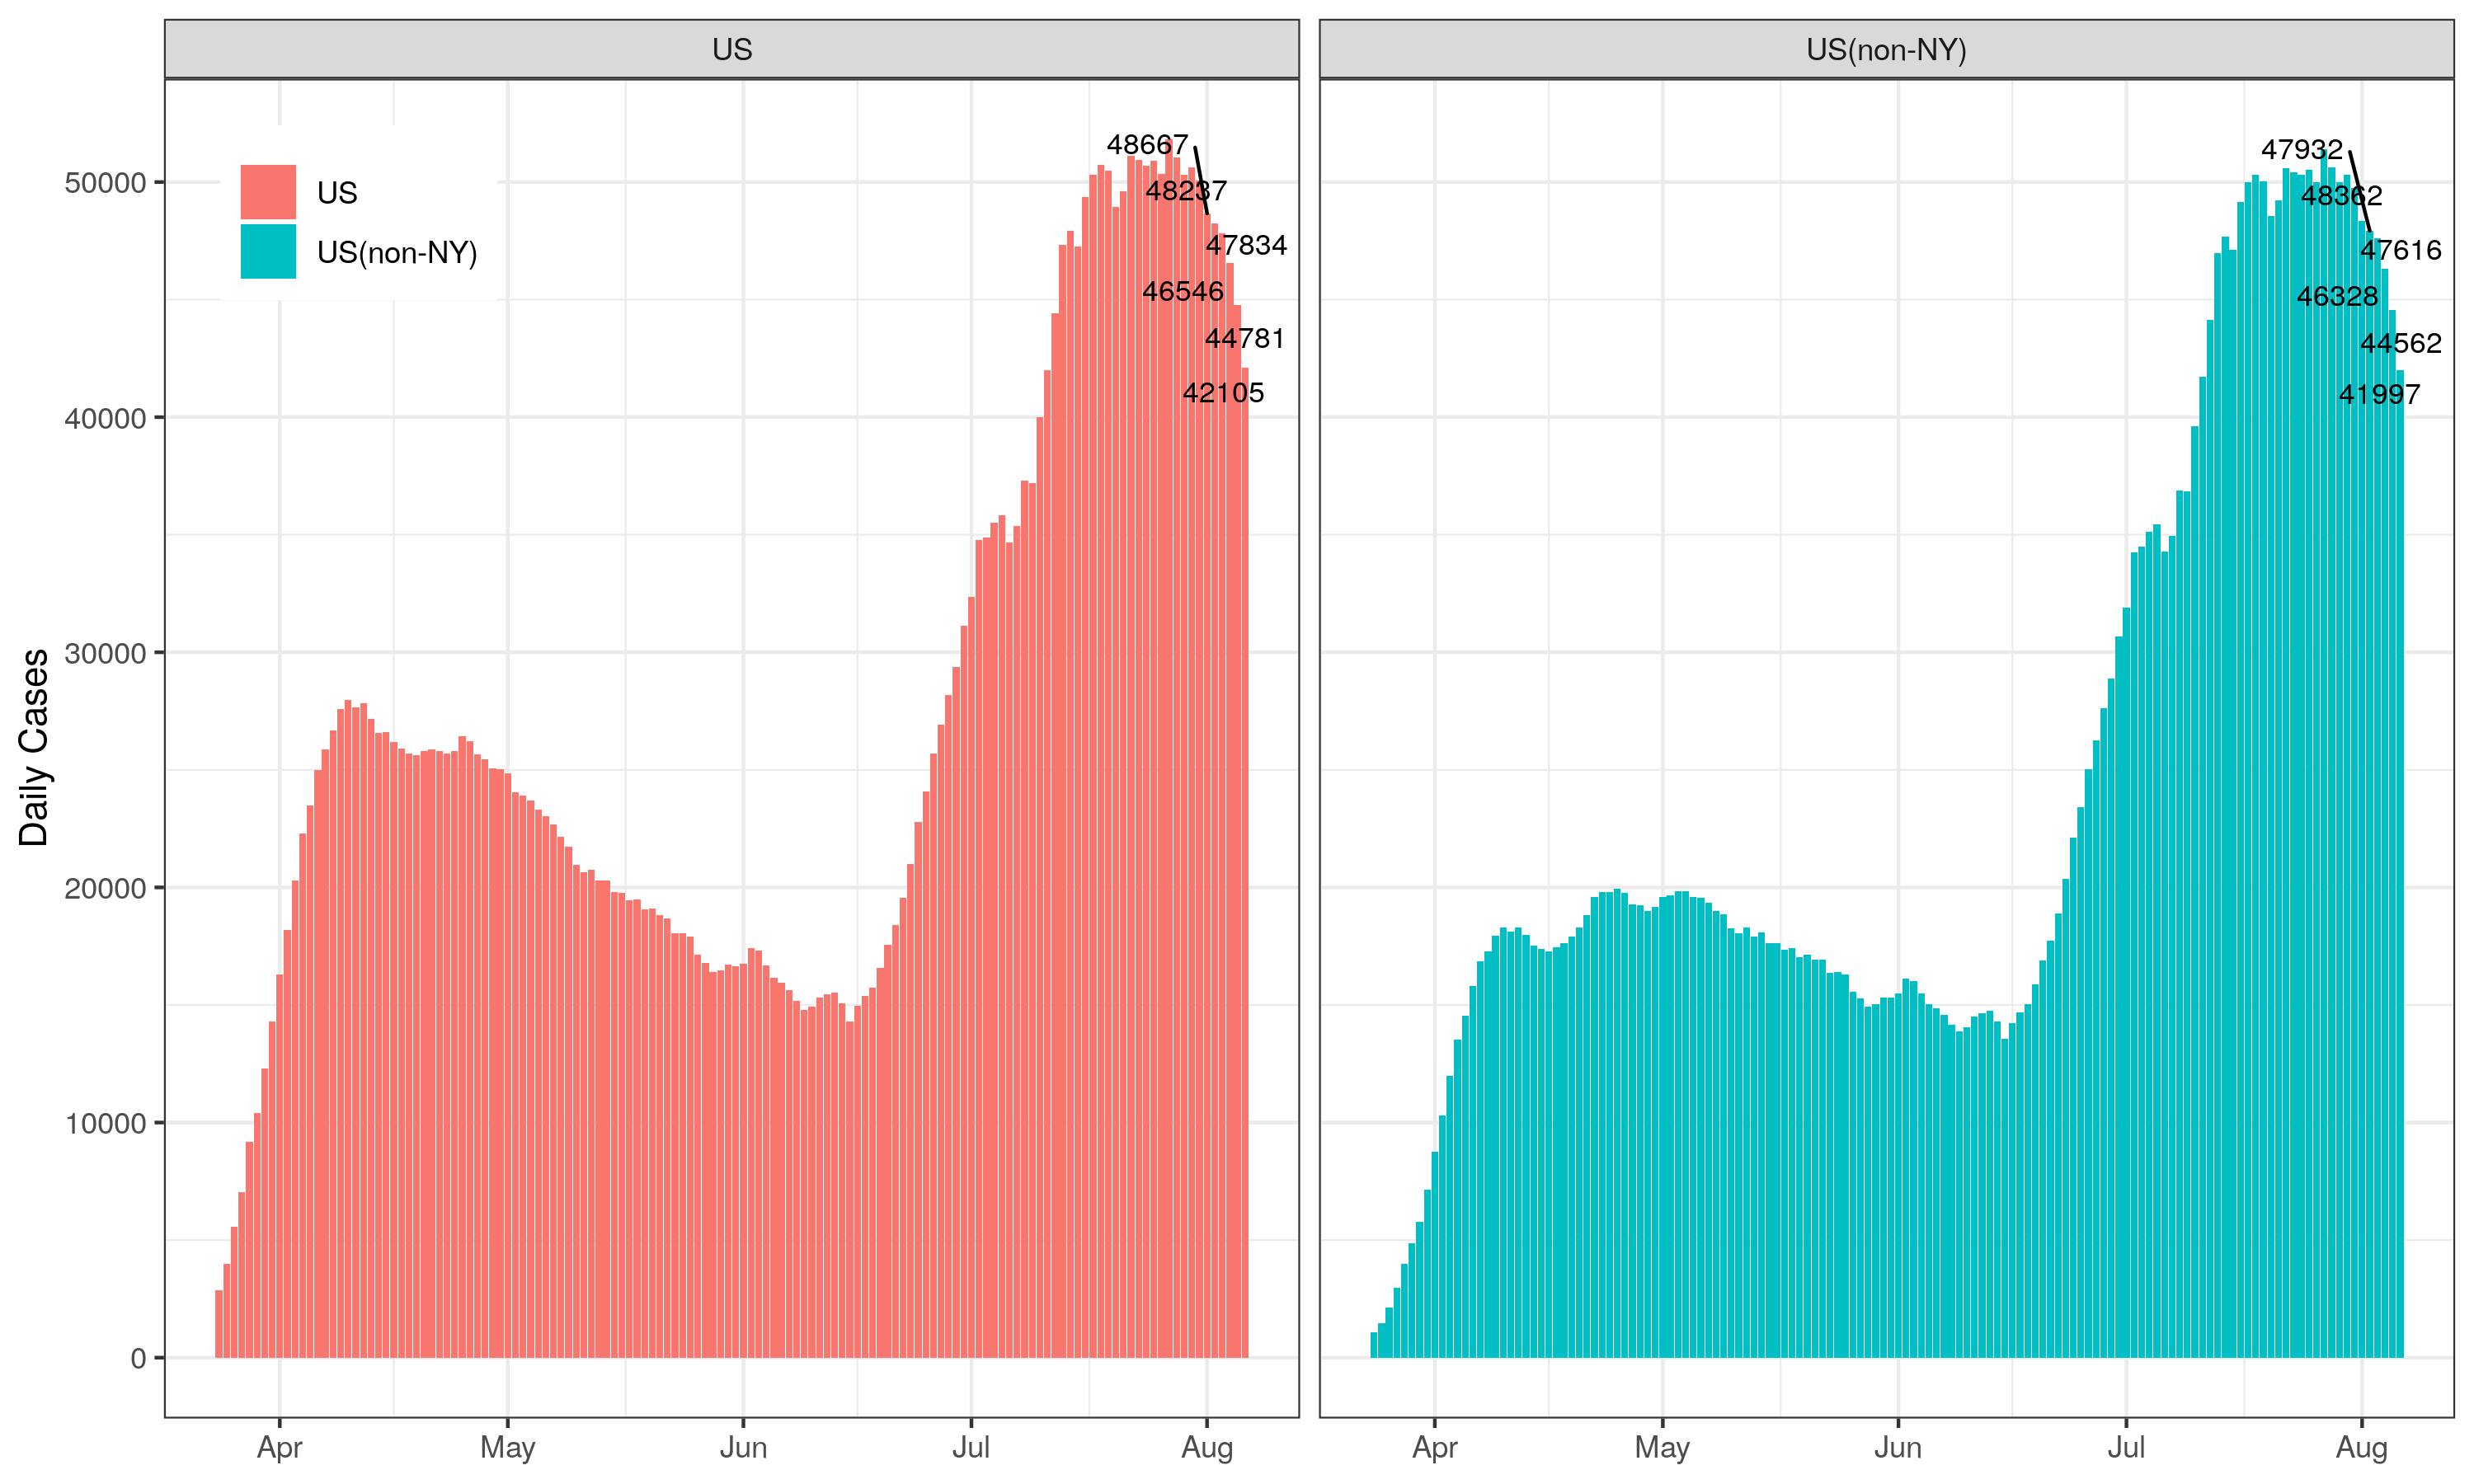 US
US(non-NY)
Daily Cases
50000
40000
30000
20000
10000
0
US
US(non-NY)
48667
48237
47834
46546
44781
42105
47932
48362
47616
46328
44562
41997
Apr
May
Jun
Jul
Aug
Apr
May
Jun
Jul
Aug